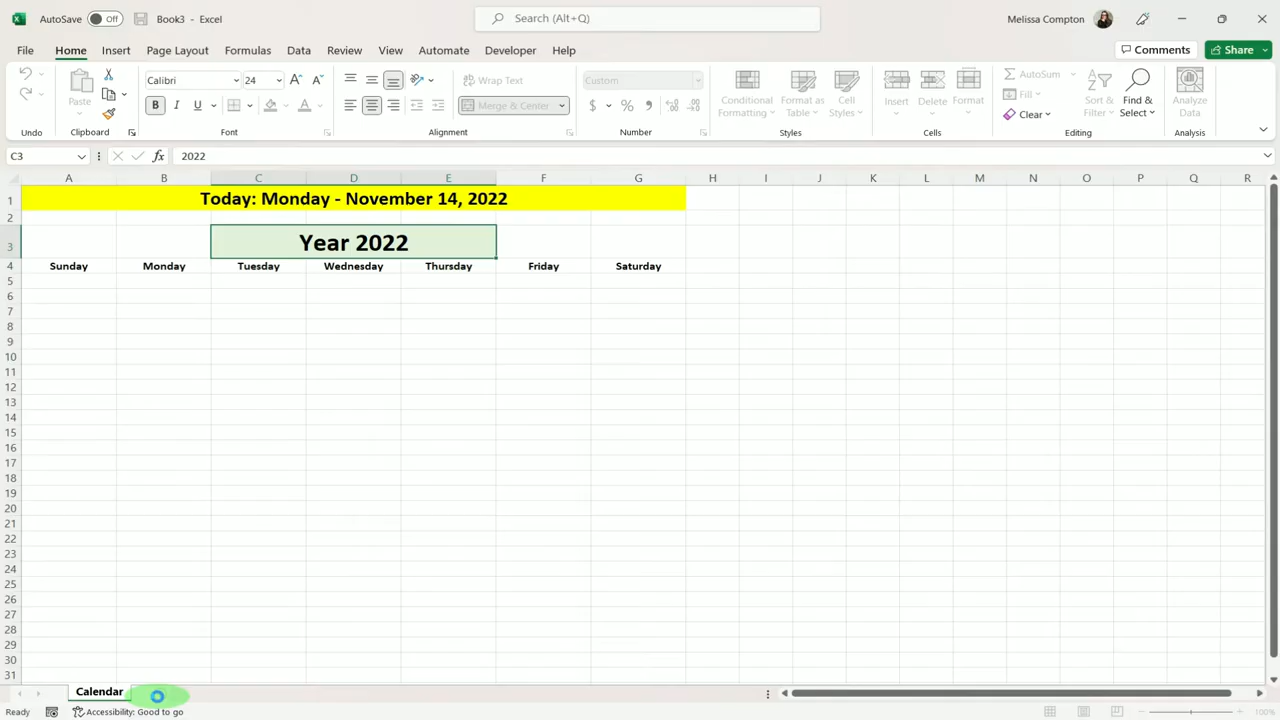 AutoSave Off Book3 - Excel Search (Alt+Q) Melissa Compton
File Home Insert Page Layout Formulas Data Review View Automate Developer Help Comments Share
Calibri 24 Wrap Text Custom AutoSum
Paste B I U Merge & Center $ % Conditional Formatting Format as Table Cell Styles Insert Delete Format Fill Clear Sort & Filter Find & Select Analyze Data
Undo Clipboard Font Alignment Number Styles Cells Editing Analysis
C3 fx 2022
A B C D E F G H I J K L M N O P Q R
1 Today: Monday - November 14, 2022
2
3 Year 2022
4 Sunday Monday Tuesday Wednesday Thursday Friday Saturday
5
6
7
8
9
10
11
12
13
14
15
16
17
18
19
20
21
22
23
24
25
26
27
28
29
30
31
Calendar
Ready Accessibility: Good to go 100%